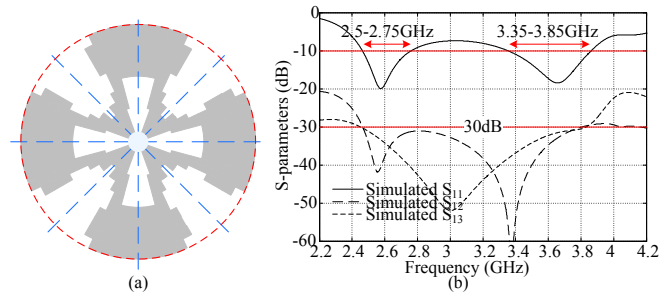 2.5-2.75GHz
3.35-3.85GHz
30dB
S-parameters (dB)
0
-10
-20
-30
-40
-50
-60
Simulated S11
Simulated S12
Simulated S13
2.2 2.4 2.6 2.8 3.0 3.2 3.4 3.6 3.8 4.0 4.2
Frequency (GHz)
(a)
(b)